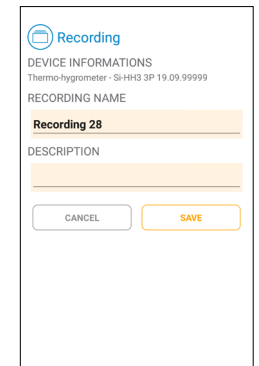 Recording
DEVICE INFORMATIONS
Thermo-hygrometer - Si-HH3 3P 19.09.99999
RECORDING NAME
Recording 28
DESCRIPTION
CANCEL SAVE